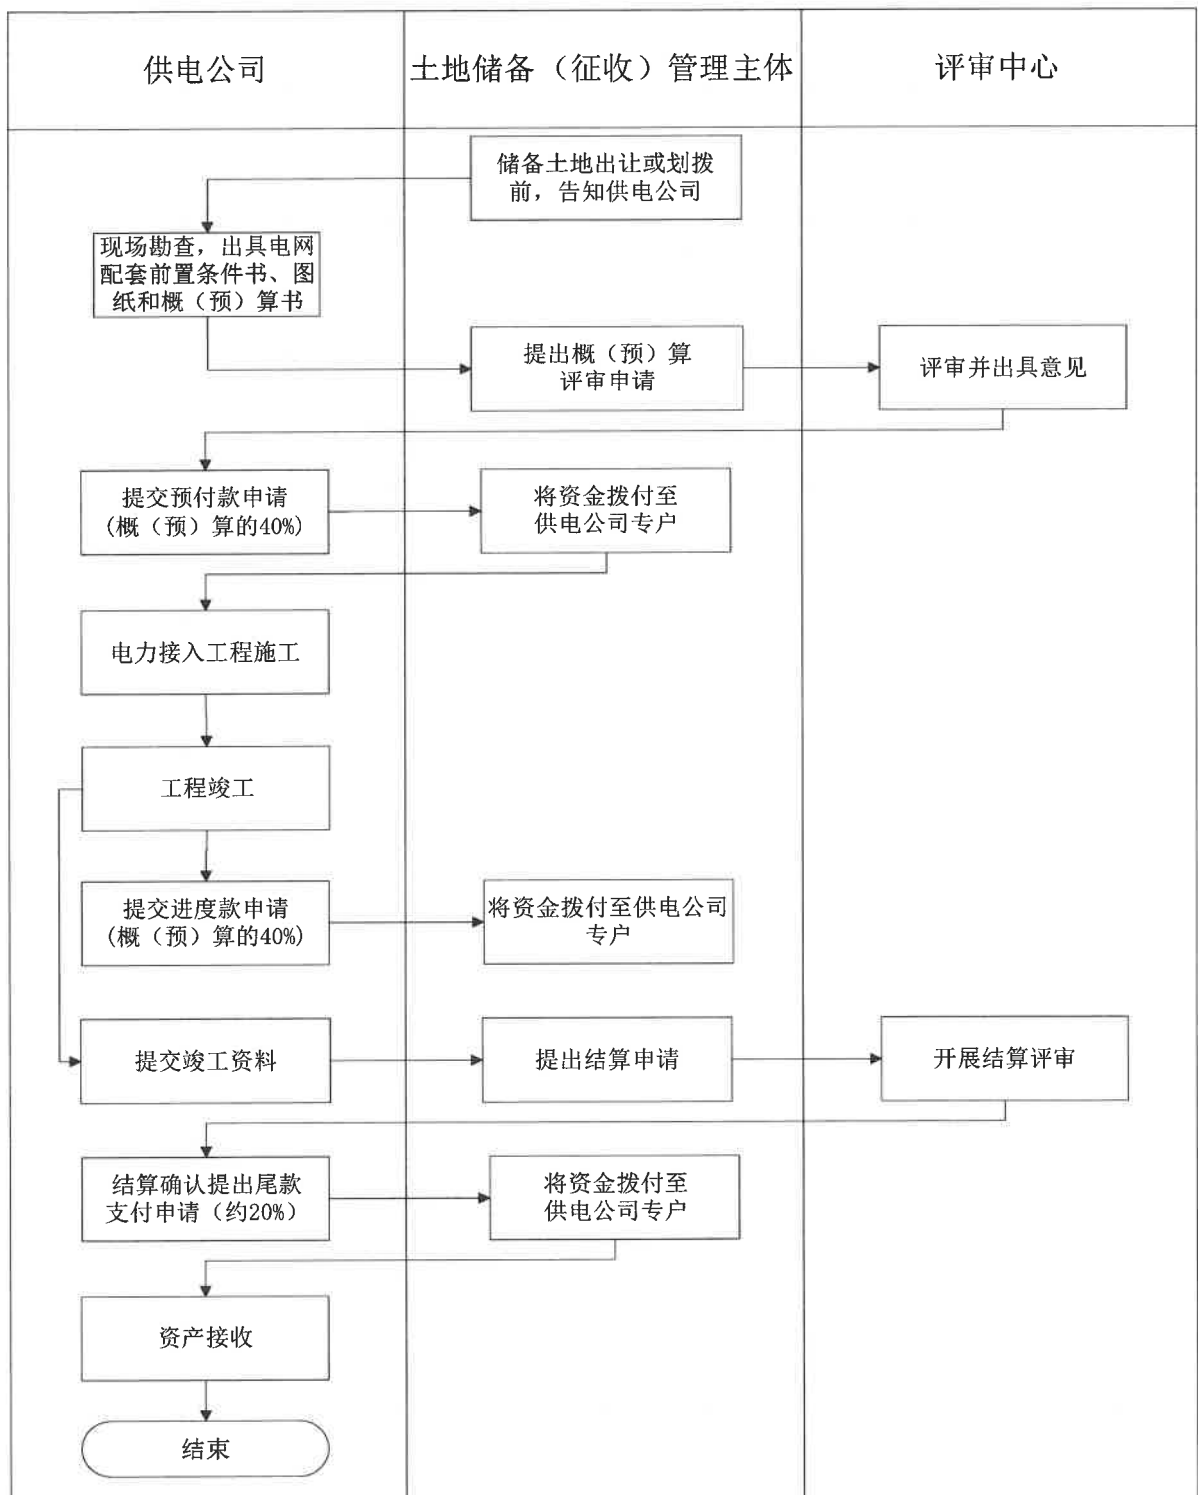 供电公司
土地储备（征收）管理主体
评审中心
储备土地出让或划拨
前，告知供电公司
现场勘查，出具电网
配套前置条件书、图
纸和概（预）算书
提出概（预）算
评审申请
评审并出具意见
提交预付款申请
(概（预）算的40%)
将资金拨付至
供电公司专户
电力接入工程施工
工程竣工
提交进度款申请
(概（预）算的40%)
将资金拨付至供电公司
专户
提交竣工资料
提出结算申请
开展结算评审
结算确认提出尾款
支付申请（约20%）
将资金拨付至
供电公司专户
资产接收
结束